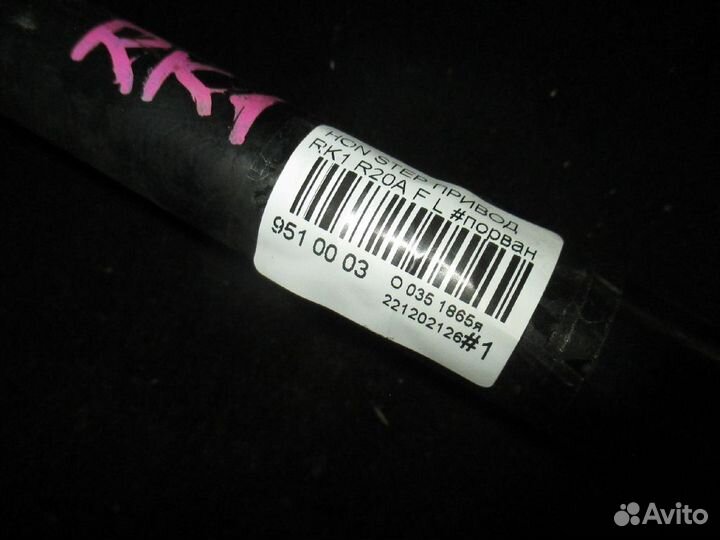 RK1
HON STEP ПРИВОД
RK1 R20A F L #порван
951 00 03
O 035 1865я
221202126#1
Avito